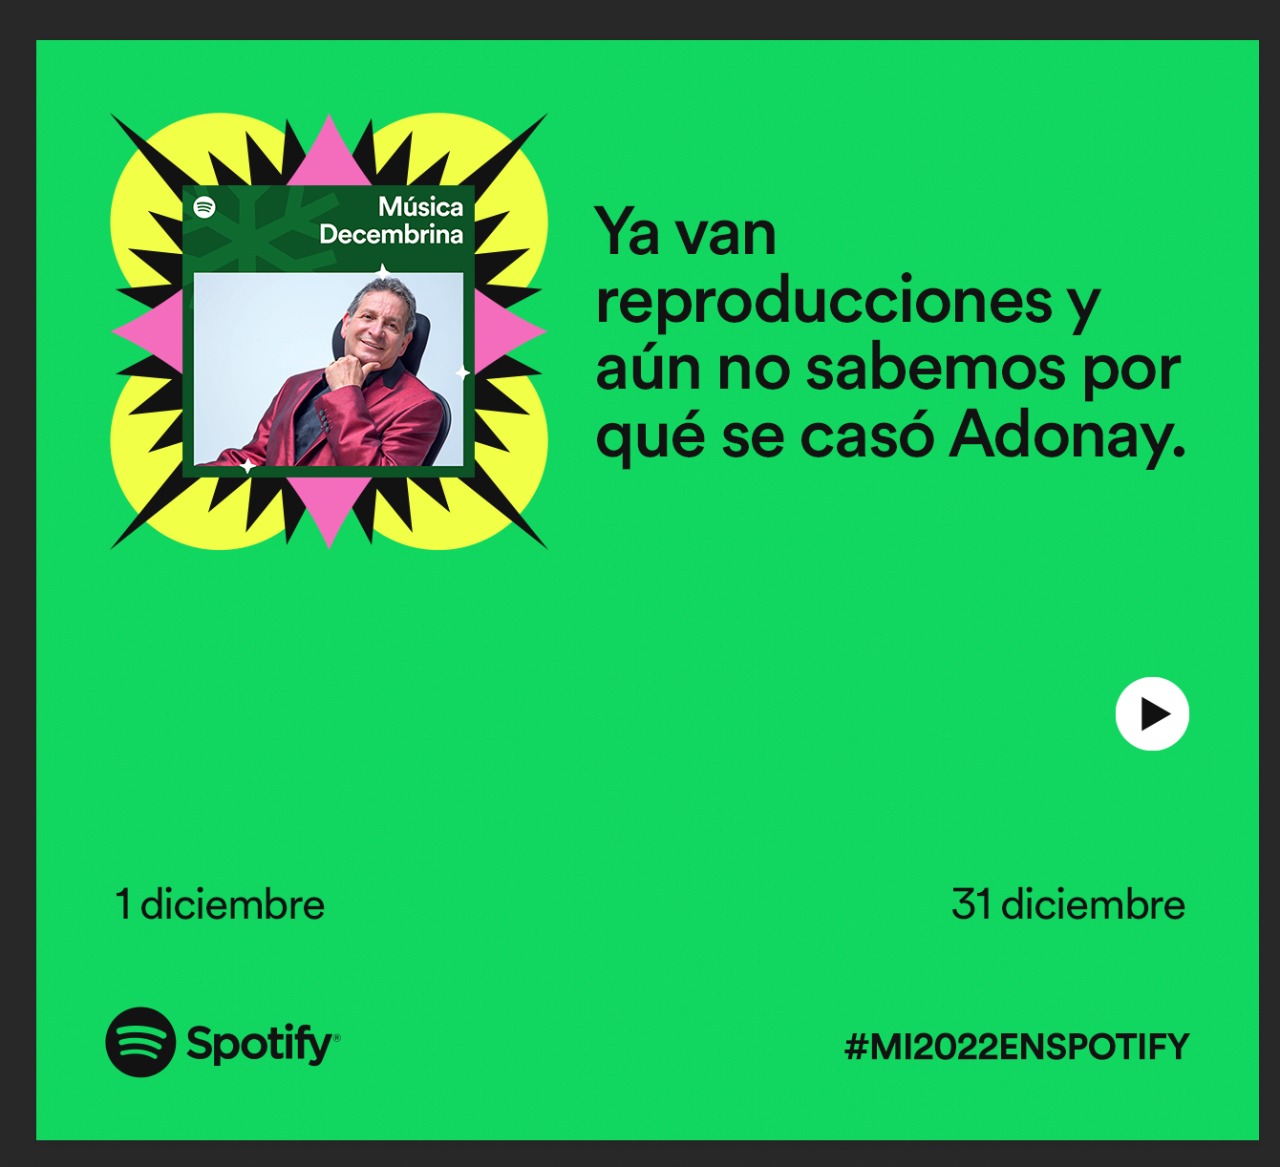 Música
Decembrina
Ya van
reproducciones y
aún no sabemos por
qué se casó Adonay.
1 diciembre
31 diciembre
Spotify®
#MI2022ENSPOTIFY